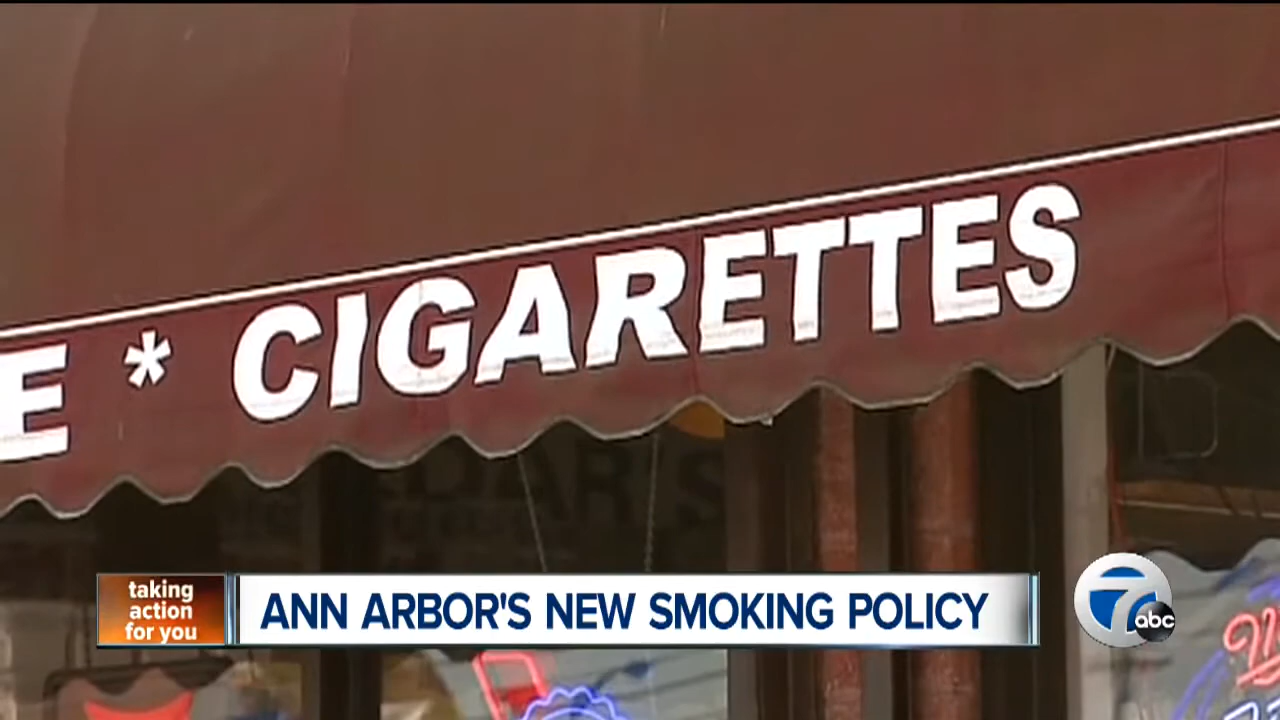 E * CIGARETTES
taking
action
for you
ANN ARBOR'S NEW SMOKING POLICY
7
abc